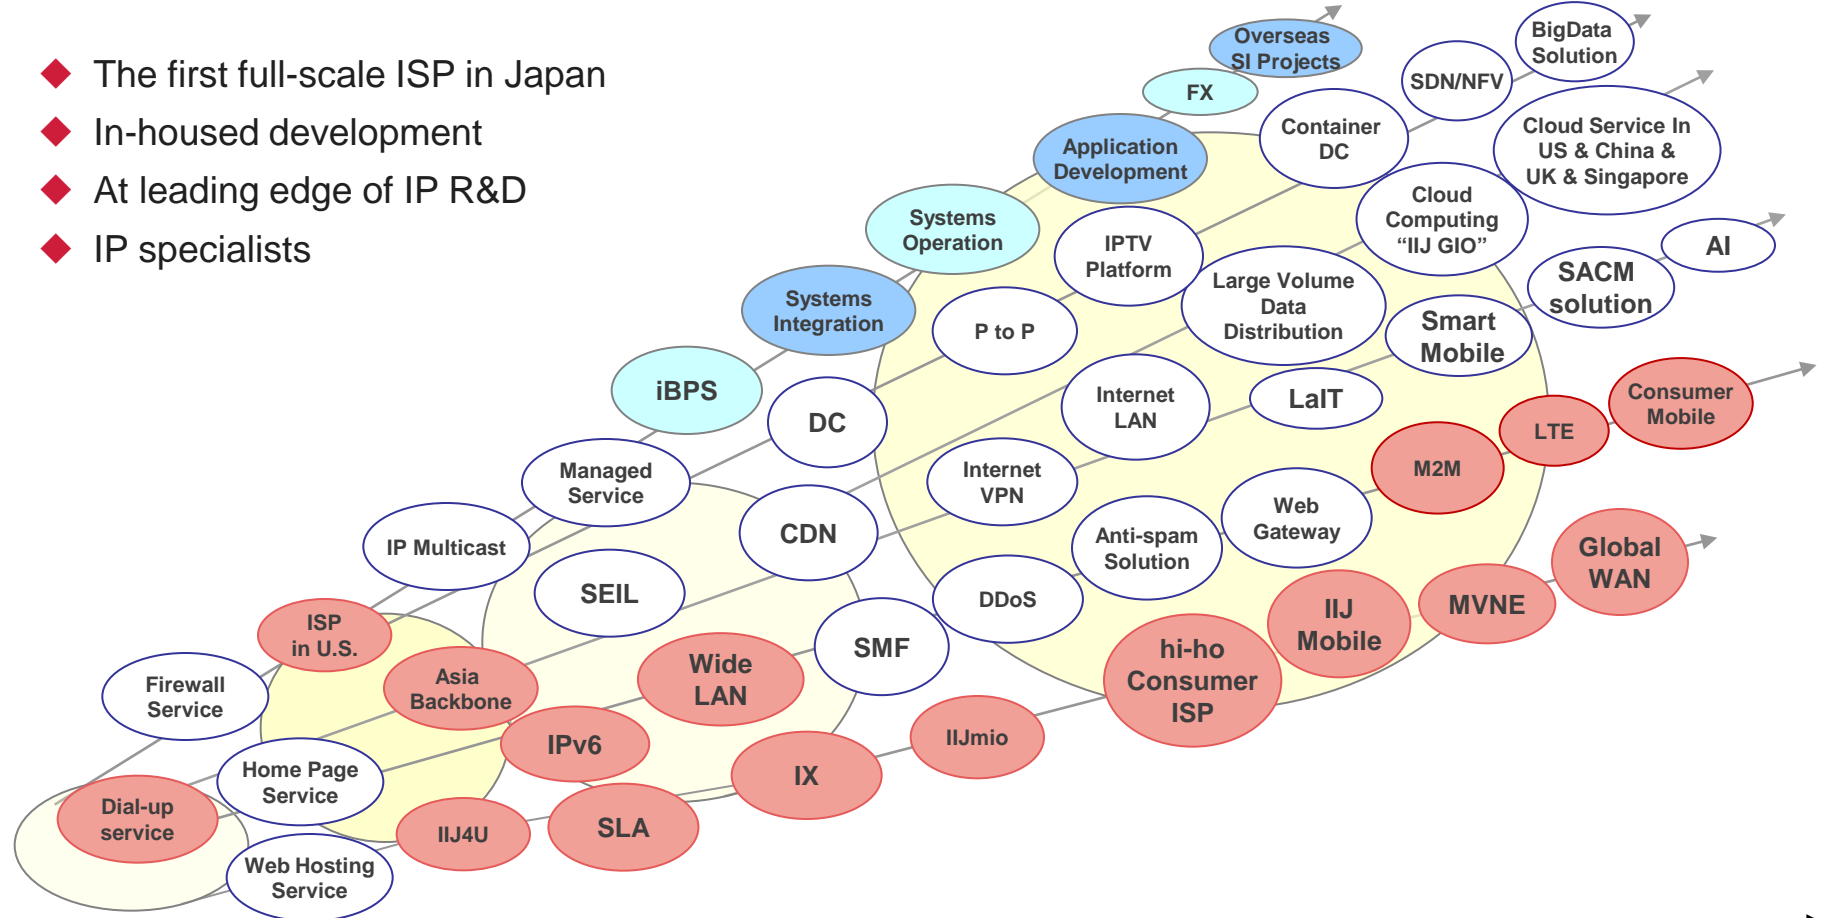 The first full-scale ISP in Japan
In-housed development
At leading edge of IP R&D
IP specialists
Overseas
SI Projects
FX
Application
Development
Systems
Operation
Systems
Integration
iBPS
Managed
Service
IP Multicast
ISP
in U.S.
Firewall
Service
Dial-up
service
BigData
Solution
SDN/NFV
Container
DC
IPTV
Platform
P to P
DC
Cloud Service In
US & China &
UK & Singapore
Cloud
Computing
“IIJ GIO”
Large Volume
Data
Distribution
Internet
LAN
Internet
VPN
CDN
SEIL
Asia
Backbone
Home Page
Service
AI
SACM
solution
Smart
Mobile
LaIT
Web
Gateway
Anti-spam
Solution
DDoS
SMF
Wide
LAN
IPv6
Consumer
Mobile
LTE
M2M
Global
WAN
MVNE
IIJ
Mobile
hi-ho
Consumer
ISP
IIJmio
IX
SLA
IIJ4U
Web Hosting
Service